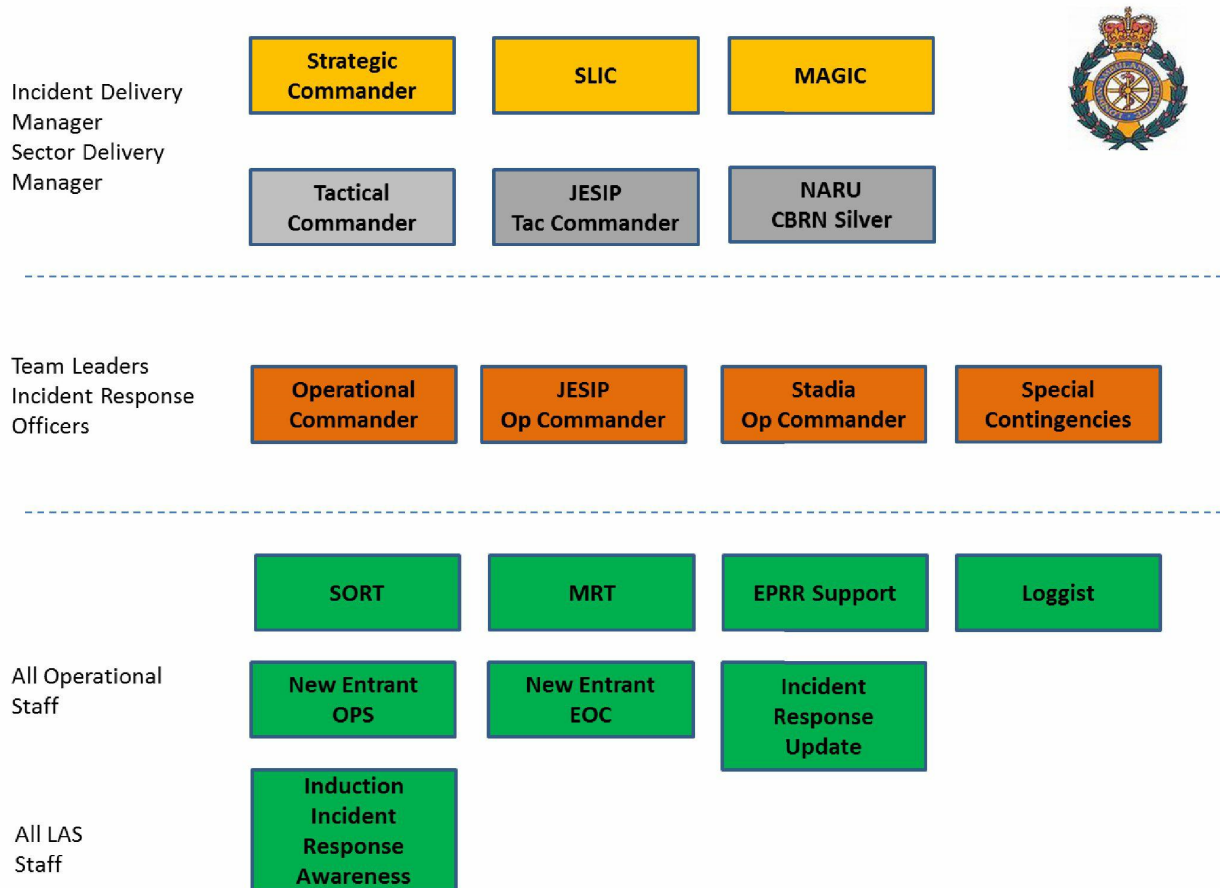 Incident Delivery
Manager
Sector Delivery
Manager
Strategic
Commander
SLIC
MAGIC
Tactical
Commander
JESIP
Tac Commander
NARU
CBRN Silver
Team Leaders
Incident Response
Officers
Operational
Commander
JESIP
Op Commander
Stadia
Op Commander
Special
Contingencies
SORT
MRT
EPRR Support
Loggist
All Operational
Staff
New Entrant
OPS
New Entrant
EOC
Incident
Response
Update
All LAS
Staff
Induction
Incident
Response
Awareness